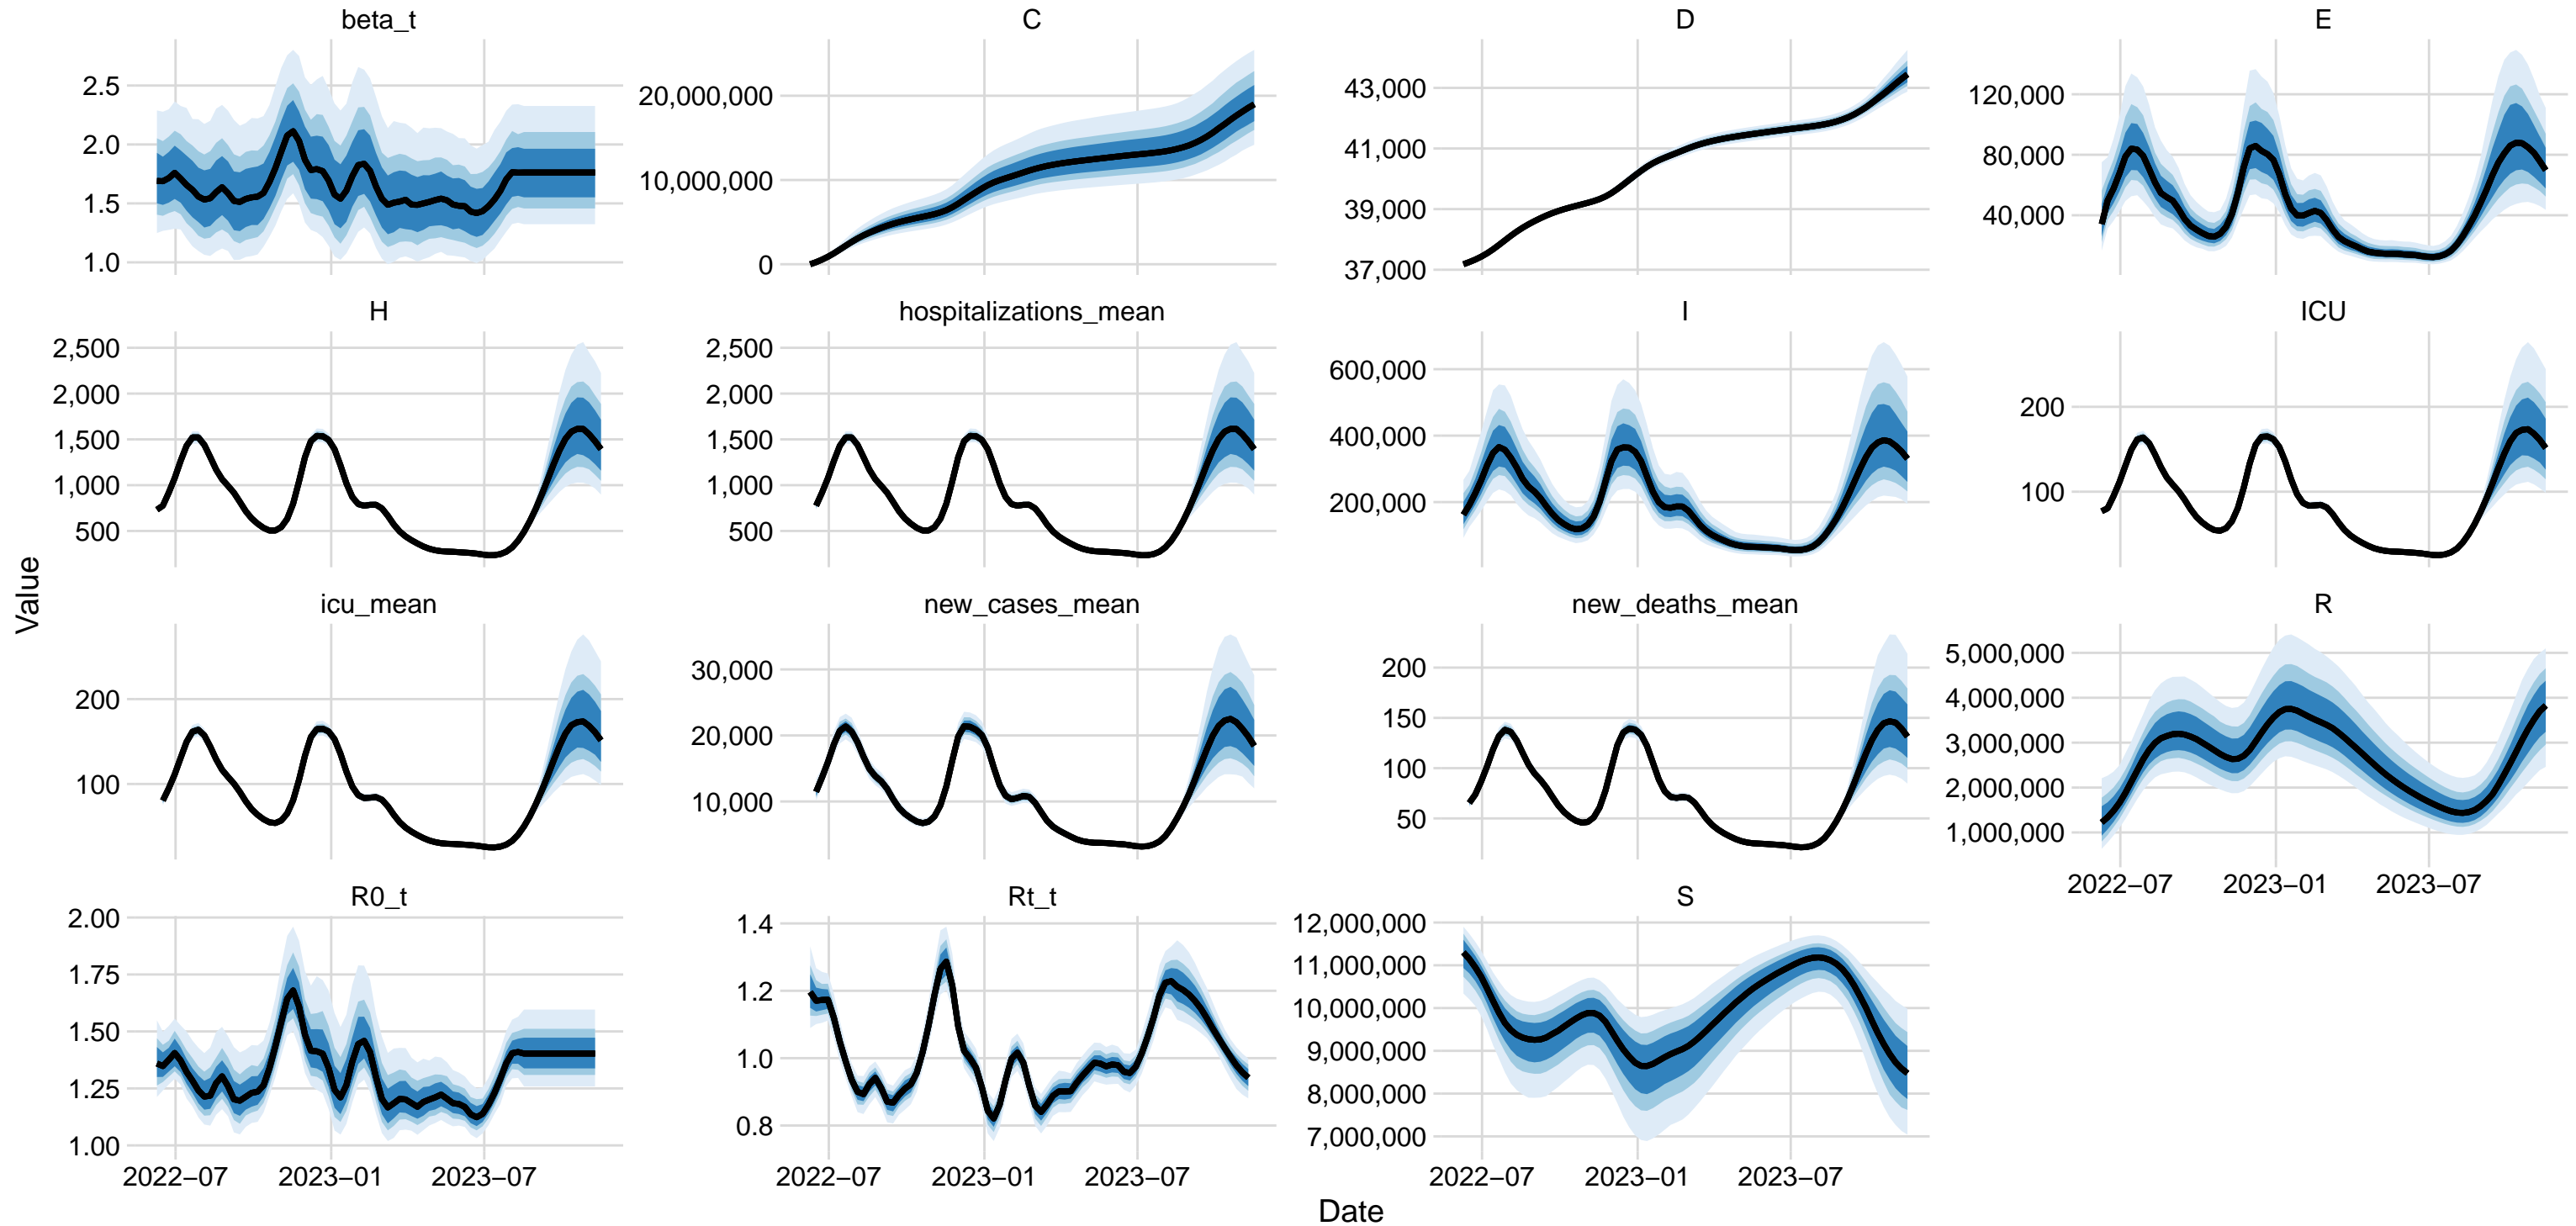 beta_t
2.5
2.0
1.5
1.0
C
20,000,000
10,000,000
0
D
43,000
41,000
39,000
37,000
E
120,000
80,000
40,000
H
2,500
2,000
1,500
1,000
500
hospitalizations_mean
2,500
2,000
1,500
1,000
500
I
600,000
400,000
200,000
ICU
200
100
icu_mean
200
100
new_cases_mean
30,000
20,000
10,000
new_deaths_mean
200
150
100
50
R
5,000,000
4,000,000
3,000,000
2,000,000
1,000,000
2022−07 2023−01 2023−07
R0_t
2.00
1.75
1.50
1.25
1.00
2022−07 2023−01 2023−07
Rt_t
1.4
1.2
1.0
0.8
2022−07 2023−01 2023−07
S
12,000,000
11,000,000
10,000,000
9,000,000
8,000,000
7,000,000
2022−07 2023−01 2023−07
Value
Date